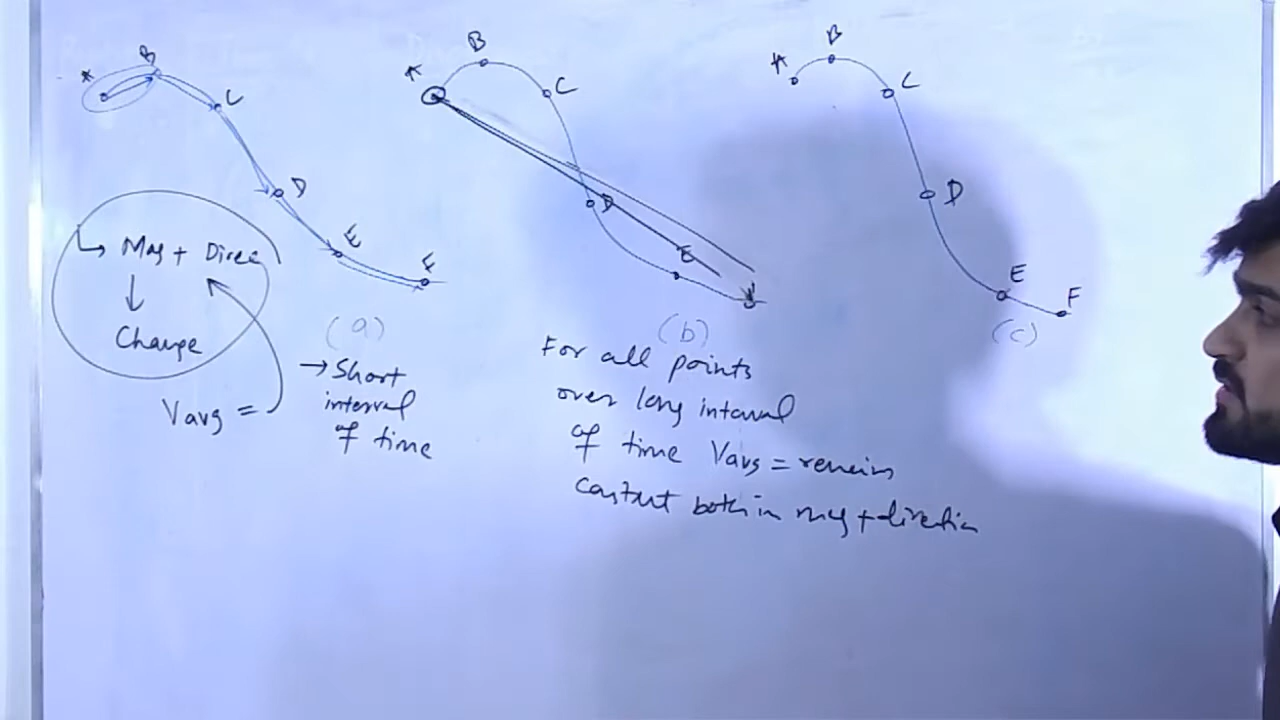 A B C D E F
A B C D E
A B C D E F
(a) (b) (c)
↳ Mag + Direc
↓
Change
Vavg =
→ Short
interval
of time
For all points
over long interval
of time Vavg = remains
constant both in mag + direction